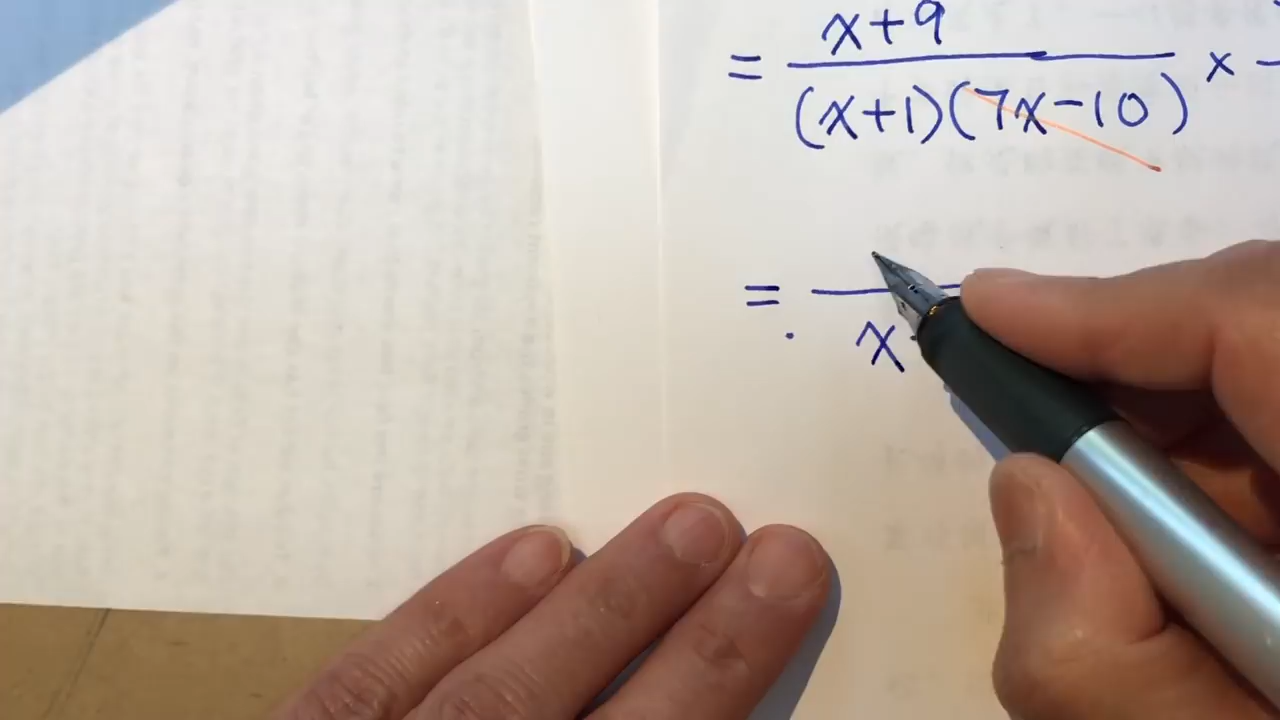 x+9
= ×
(x+1)(7x-10)
=
x